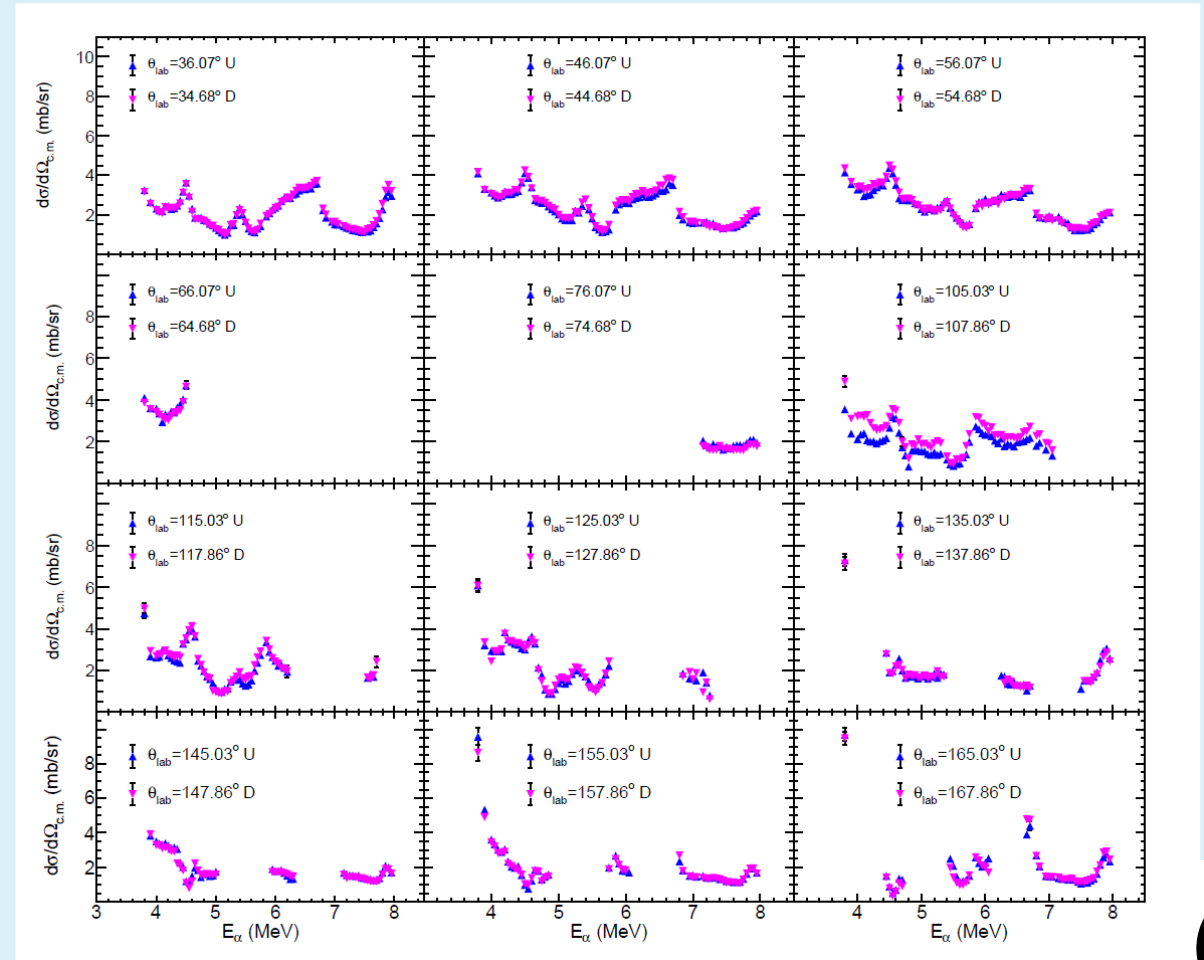 dσ/dΩc.m. (mb/sr)
10
8
6
4
2
θlab=36.07° U
θlab=34.68° D
θlab=46.07° U
θlab=44.68° D
θlab=56.07° U
θlab=54.68° D
dσ/dΩc.m. (mb/sr)
8
6
4
2
θlab=66.07° U
θlab=64.68° D
θlab=76.07° U
θlab=74.68° D
θlab=105.03° U
θlab=107.86° D
dσ/dΩc.m. (mb/sr)
8
6
4
2
θlab=115.03° U
θlab=117.86° D
θlab=125.03° U
θlab=127.86° D
θlab=135.03° U
θlab=137.86° D
dσ/dΩc.m. (mb/sr)
8
6
4
2
θlab=145.03° U
θlab=147.86° D
θlab=155.03° U
θlab=157.86° D
θlab=165.03° U
θlab=167.86° D
3 4 5 6 7 8 4 5 6 7 8 4 5 6 7 8
Eα (MeV) Eα (MeV) Eα (MeV)